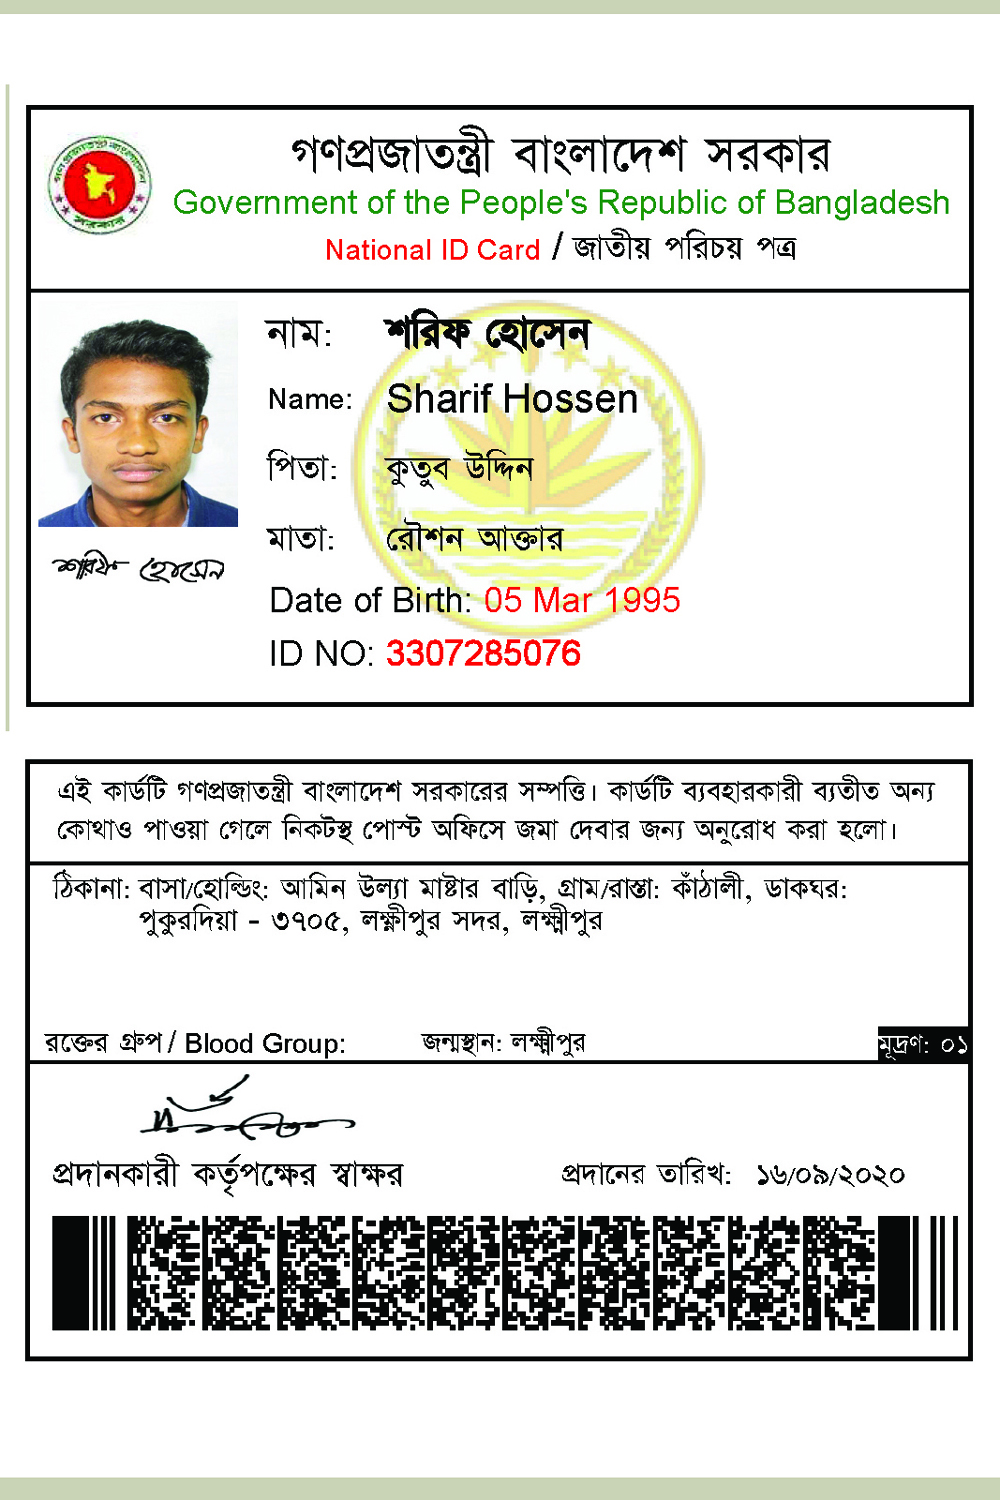 গণপ্রজাতন্ত্রী বাংলাদেশ সরকার
Government of the People's Republic of Bangladesh
National ID Card / জাতীয় পরিচয় পত্র
নাম: শরিফ হোসেন
Name: Sharif Hossen
পিতা: কুতুব উদ্দিন
মাতা: রৌশন আক্তার
শরিফ হোসেন
Date of Birth: 05 Mar 1995
ID NO: 3307285076
এই কার্ডটি গণপ্রজাতন্ত্রী বাংলাদেশ সরকারের সম্পত্তি। কার্ডটি ব্যবহারকারী ব্যতীত অন্য
কোথাও পাওয়া গেলে নিকটস্থ পোস্ট অফিসে জমা দেবার জন্য অনুরোধ করা হলো।
ঠিকানা: বাসা/হোল্ডিং: আমিন উল্যা মাষ্টার বাড়ি, গ্রাম/রাস্তা: কাঁঠালী, ডাকঘর:
পুকুরদিয়া - ৩৭০৫, লক্ষ্মীপুর সদর, লক্ষ্মীপুর
রক্তের গ্রুপ / Blood Group: জন্মস্থান: লক্ষ্মীপুর মূদ্রণ: ০১
প্রদানকারী কর্তৃপক্ষের স্বাক্ষর প্রদানের তারিখ: ১৬/০৯/২০২০